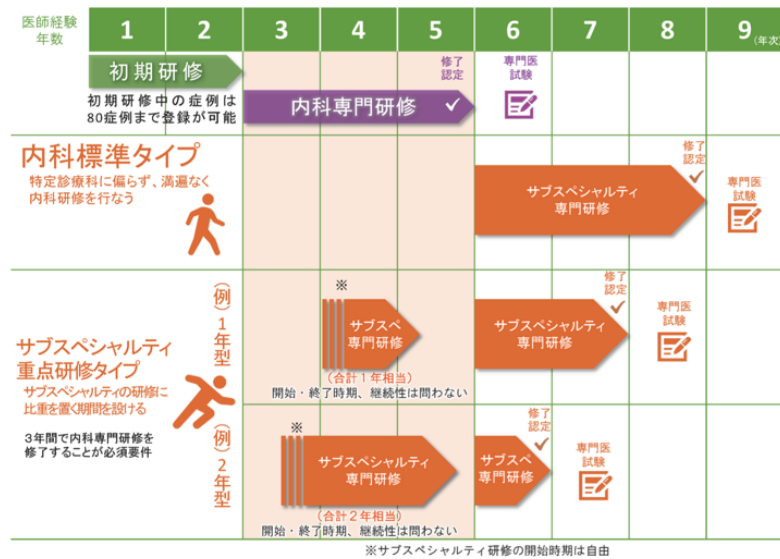 医師経験
年数
1
2
3
4
5
6
7
8
9(年次)
初期研修
初期研修中の症例は
80症例まで登録が可能
内科専門研修
修了
認定
専門医
試験
内科標準タイプ
特定診療科に偏らず、満遍なく
内科研修を行なう
サブスペシャルティ
専門研修
修了
認定
専門医
試験
サブスペシャルティ
重点研修タイプ
サブスペシャルティの研修に
比重を置く期間を設ける
3年間で内科専門研修を
修了することが必須要件
(例)1年型
※
サブスペ
専門研修
(合計1年相当)
開始・終了時期、継続性は問わない
サブスペシャルティ
専門研修
修了
認定
専門医
試験
(例)2年型
※
サブスペシャルティ
専門研修
(合計2年相当)
開始・終了時期、継続性は問わない
サブスペ
専門研修
修了
認定
専門医
試験
※サブスペシャルティ研修の開始時期は自由